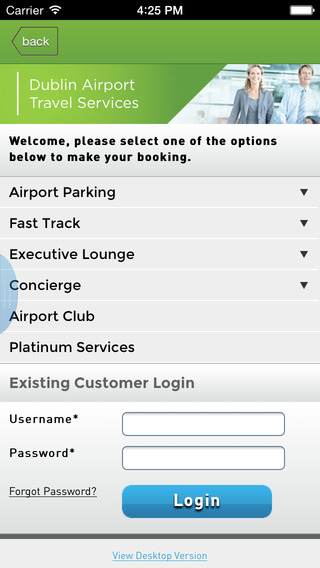 Carrier 4:25 PM
back
Dublin Airport
Travel Services
Welcome, please select one of the options
below to make your booking.
Airport Parking
Fast Track
Executive Lounge
Concierge
Airport Club
Platinum Services
Existing Customer Login
Username*
Password*
Forgot Password?
Login
View Desktop Version